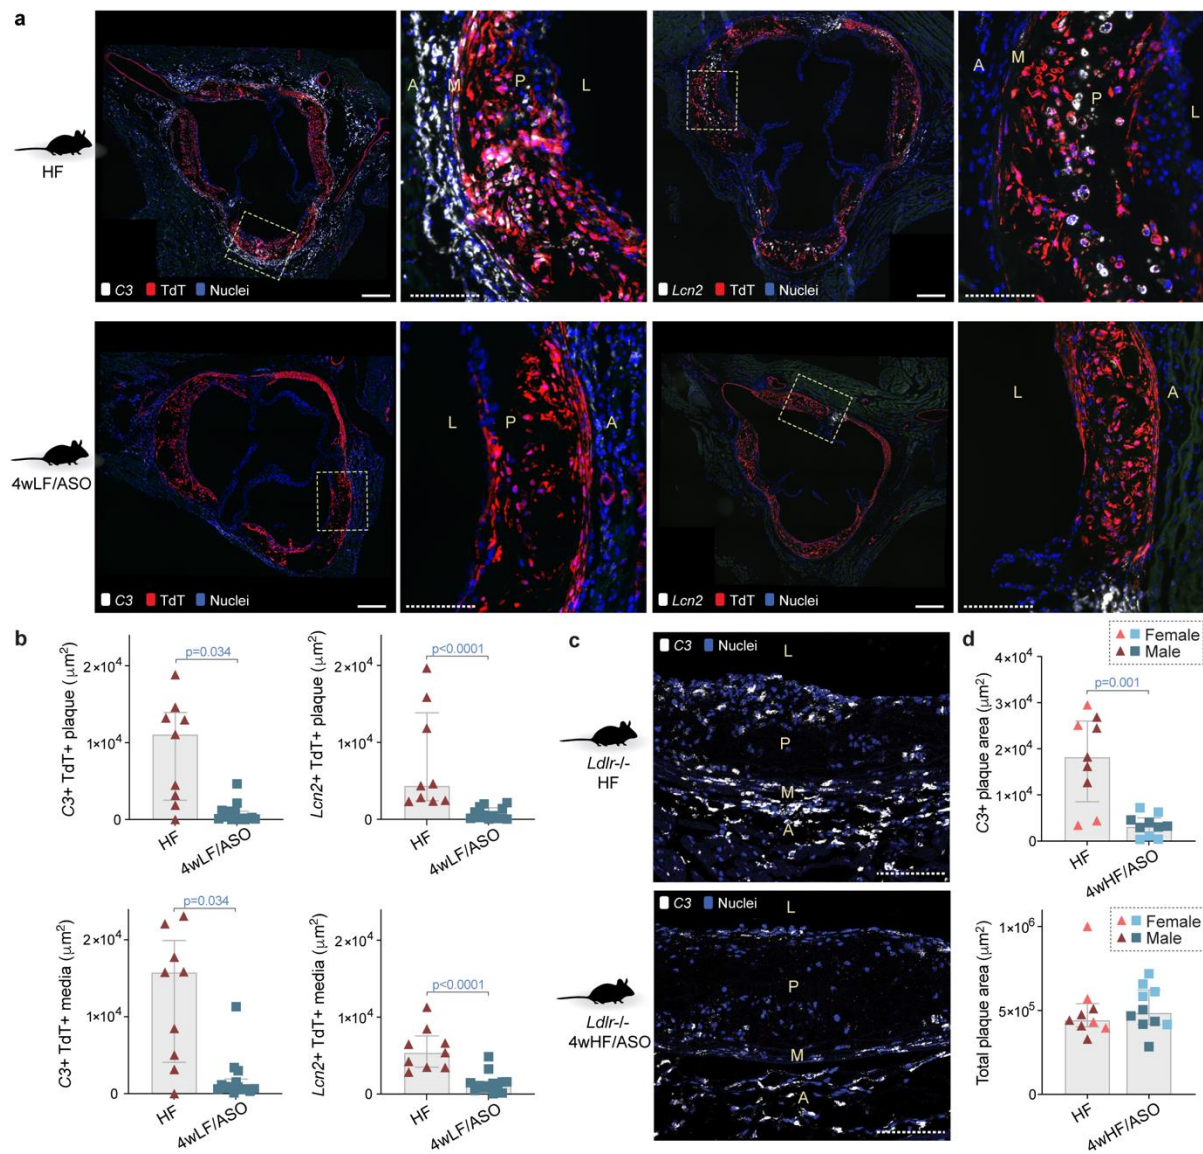 a
HF
A
M
P
L
A
M
P
L
C3 TdT Nuclei
Lcn2 TdT Nuclei
4wLF/ASO
L
P
A
L
A
C3 TdT Nuclei
Lcn2 TdT Nuclei
b
C3+ TdT+ plaque (μm²)
2×10⁴
1×10⁴
0
p=0.034
HF
4wLF/ASO
Lcn2+ TdT+ plaque (μm²)
2×10⁴
1×10⁴
0
p<0.0001
HF
4wLF/ASO
C3+ TdT+ media (μm²)
2×10⁴
1×10⁴
0
p=0.034
HF
4wLF/ASO
Lcn2+ TdT+ media (μm²)
2×10⁴
1×10⁴
0
p<0.0001
HF
4wLF/ASO
c
Ldlr-/-
HF
C3 Nuclei
L
P
M
A
Ldlr-/-
4wHF/ASO
C3 Nuclei
L
P
M
A
d
Female
Male
C3+ plaque area (μm²)
4×10⁴
3×10⁴
2×10⁴
1×10⁴
0
p=0.001
HF
4wHF/ASO
Female
Male
Total plaque area (μm²)
1×10⁶
5×10⁵
0
HF
4wHF/ASO